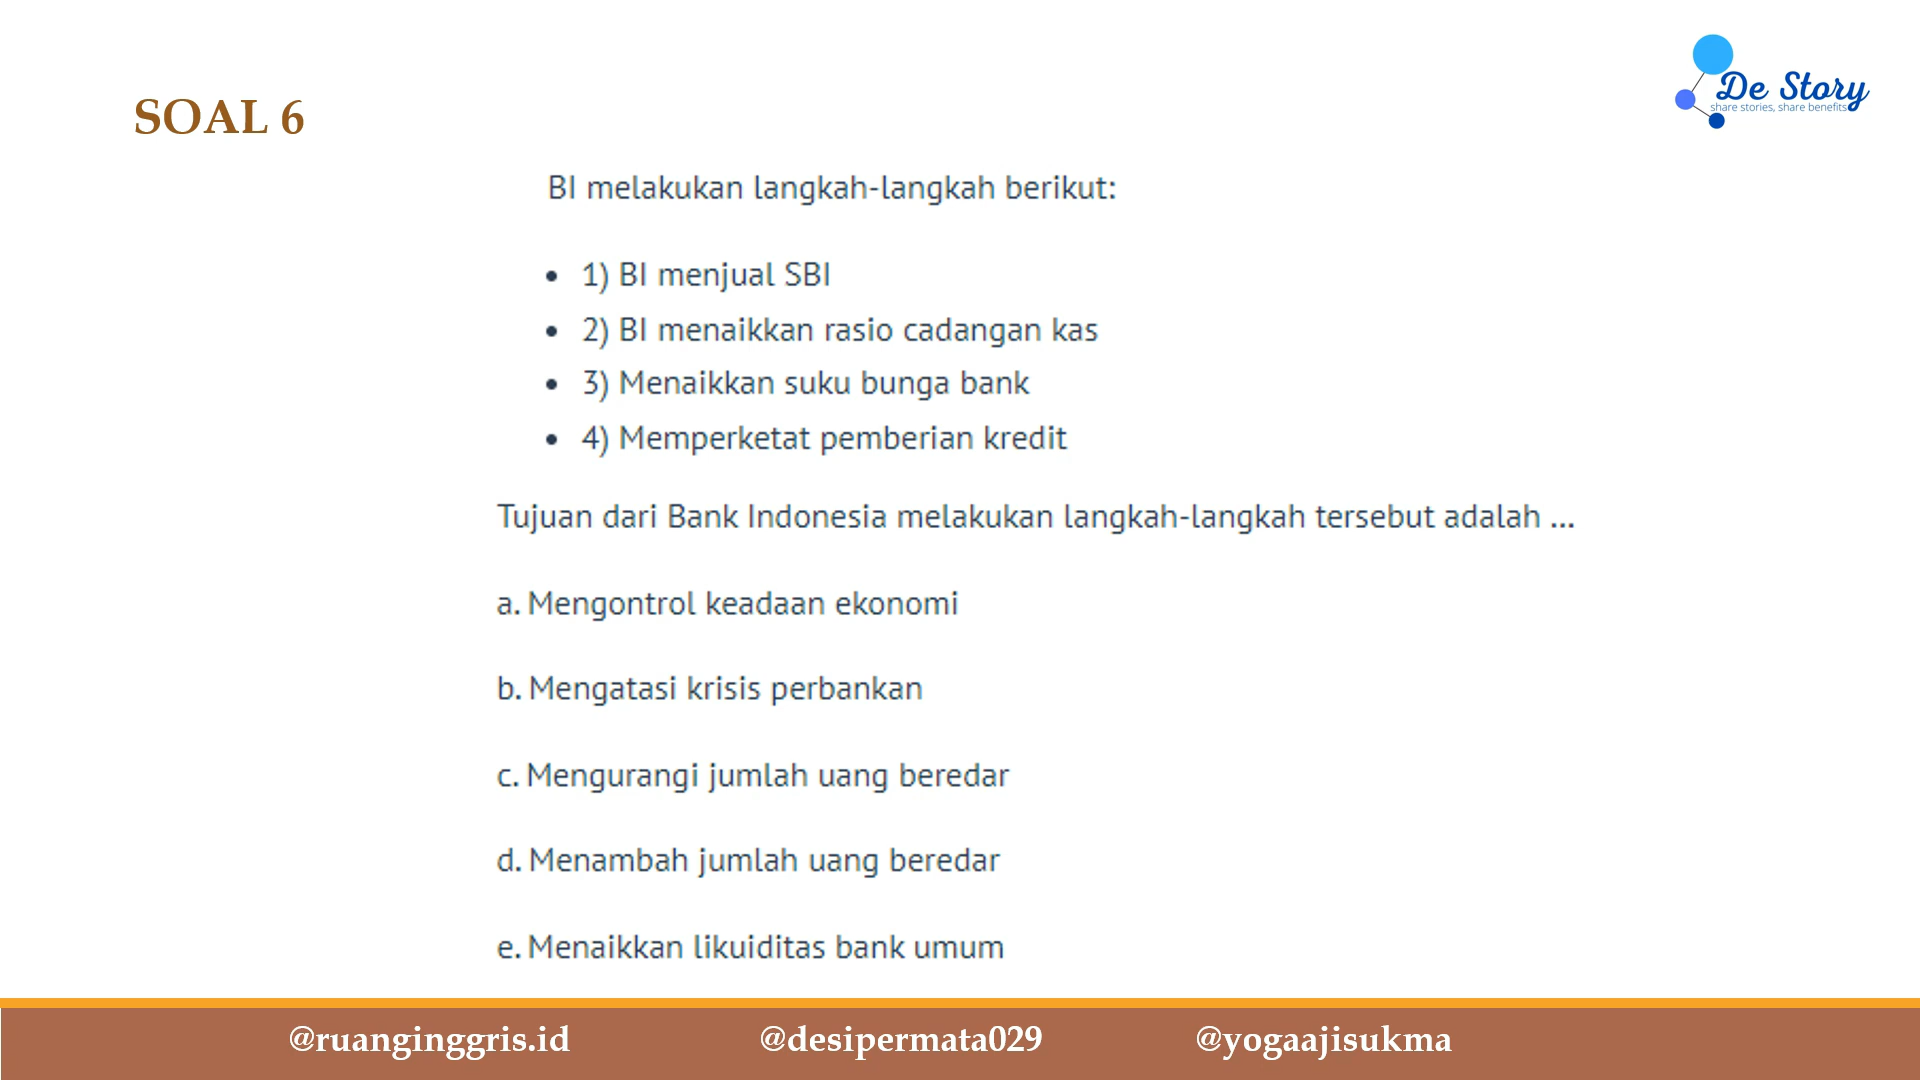 De Story
share stories, share benefits
SOAL 6
BI melakukan langkah-langkah berikut:
• 1) BI menjual SBI
• 2) BI menaikkan rasio cadangan kas
• 3) Menaikkan suku bunga bank
• 4) Memperketat pemberian kredit
Tujuan dari Bank Indonesia melakukan langkah-langkah tersebut adalah ...
a. Mengontrol keadaan ekonomi
b. Mengatasi krisis perbankan
c. Mengurangi jumlah uang beredar
d. Menambah jumlah uang beredar
e. Menaikkan likuiditas bank umum
@ruanginggris.id @desipermata029 @yogaajisukma